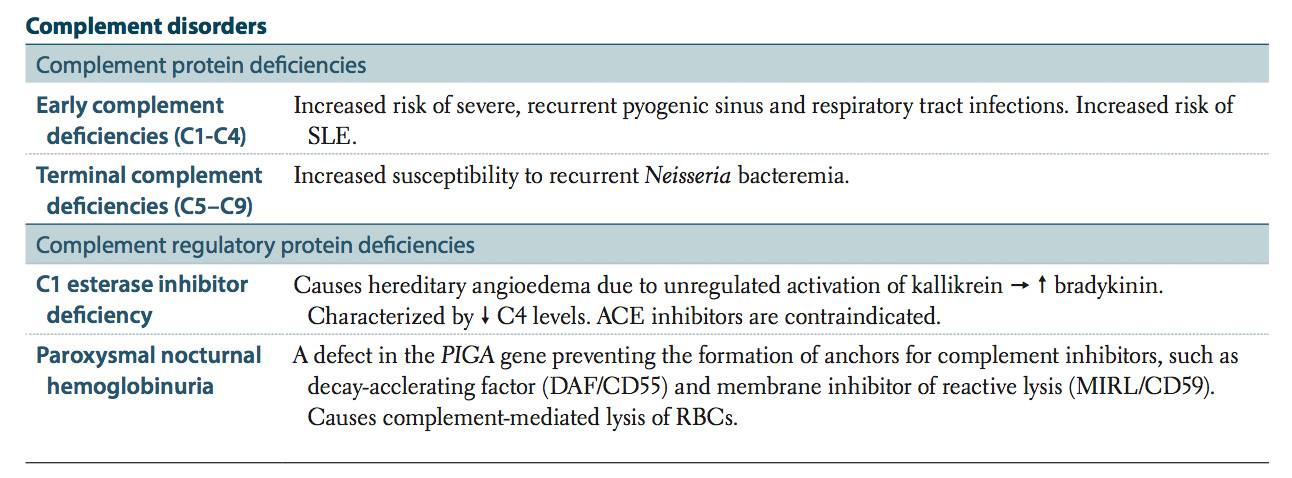 Complement disorders
Complement protein deficiencies
Early complement
deficiencies (C1-C4)
Increased risk of severe, recurrent pyogenic sinus and respiratory tract infections. Increased risk of
SLE.
Terminal complement
deficiencies (C5–C9)
Increased susceptibility to recurrent Neisseria bacteremia.
Complement regulatory protein deficiencies
C1 esterase inhibitor
deficiency
Causes hereditary angioedema due to unregulated activation of kallikrein → ↑ bradykinin.
Characterized by ↓ C4 levels. ACE inhibitors are contraindicated.
Paroxysmal nocturnal
hemoglobinuria
A defect in the PIGA gene preventing the formation of anchors for complement inhibitors, such as
decay-acclerating factor (DAF/CD55) and membrane inhibitor of reactive lysis (MIRL/CD59).
Causes complement-mediated lysis of RBCs.